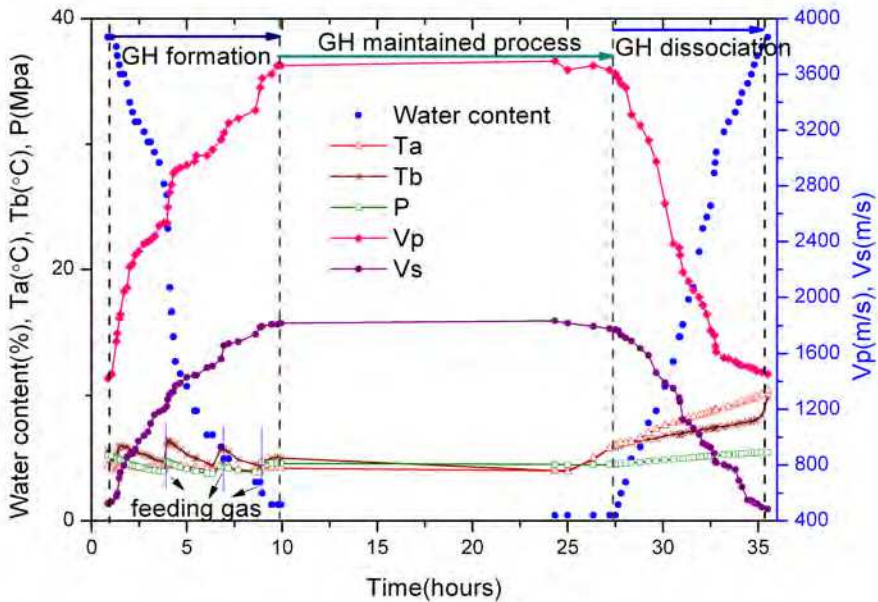 GH formation
GH maintained process
GH dissociation
Water content
Ta
Tb
P
Vp
Vs
feeding gas
Water content(%), Ta(°C), Tb(°C), P(Mpa)
40
20
0
Vp(m/s), Vs(m/s)
4000
3600
3200
2800
2400
2000
1600
1200
800
400
0 5 10 15 20 25 30 35
Time(hours)